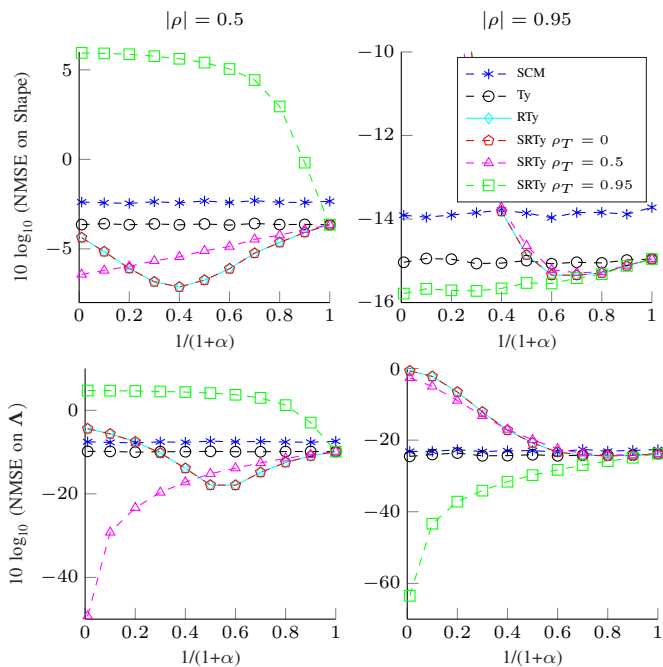 |ρ| = 0.5
|ρ| = 0.95
10 log₁₀ (NMSE on Shape)
5
0
−5
0
0.2
0.4
0.6
0.8
1
1/(1+α)
−10
−12
−14
−16
0
0.2
0.4
0.6
0.8
1
1/(1+α)
SCM
Ty
RTy
SRTy ρ_T = 0
SRTy ρ_T = 0.5
SRTy ρ_T = 0.95
10 log₁₀ (NMSE on Λ)
0
−20
−40
0
0.2
0.4
0.6
0.8
1
1/(1+α)
0
−20
−40
−60
0
0.2
0.4
0.6
0.8
1
1/(1+α)